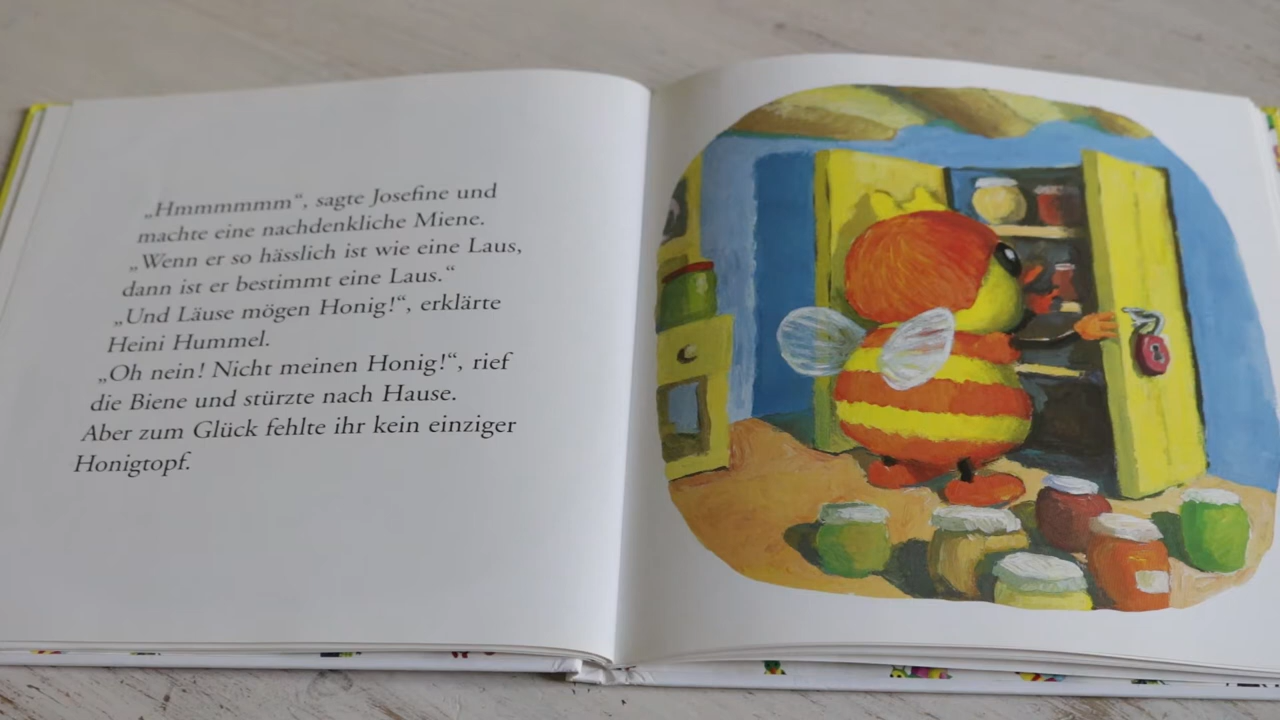 „Hmmmmmm“, sagte Josefine und
machte eine nachdenkliche Miene.
„Wenn er so hässlich ist wie eine Laus,
dann ist er bestimmt eine Laus.“
„Und Läuse mögen Honig!“, erklärte
Heini Hummel.
„Oh nein! Nicht meinen Honig!“, rief
die Biene und stürzte nach Hause.
Aber zum Glück fehlte ihr kein einziger
Honigtopf.